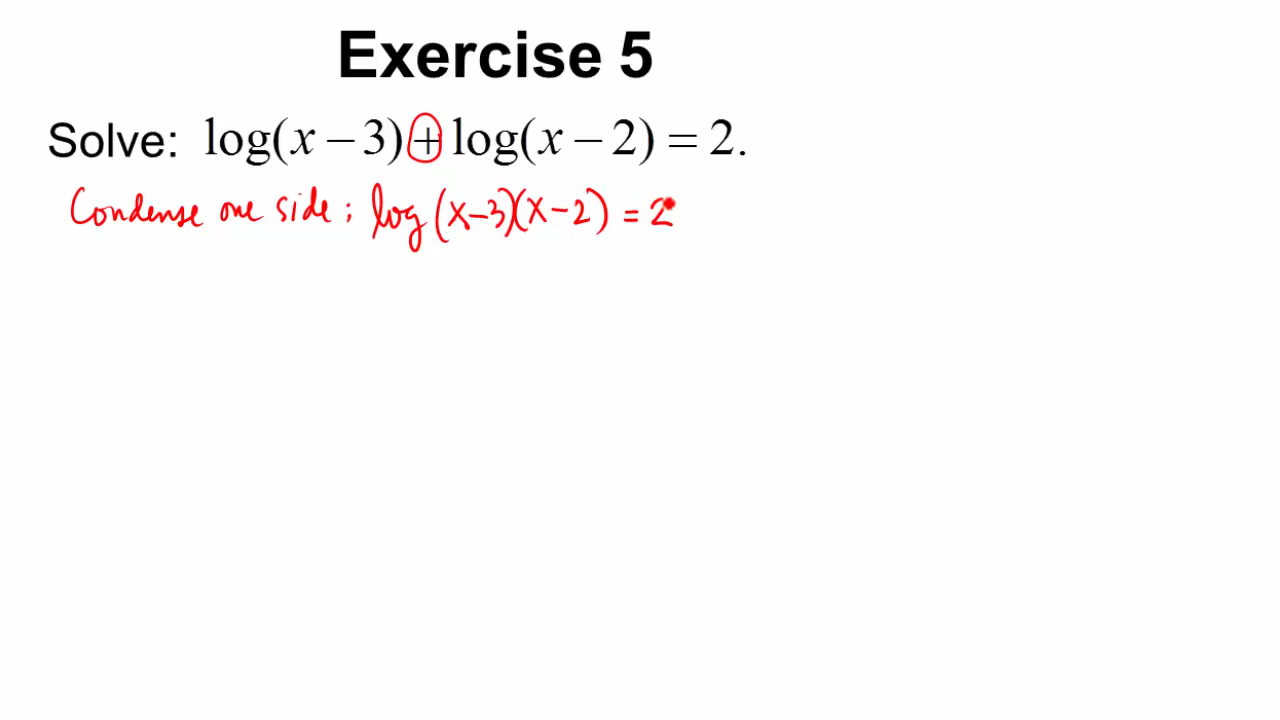 Exercise 5
Solve: log(x − 3) + log(x − 2) = 2.
Condense one side: log(x−3)(x−2) = 2